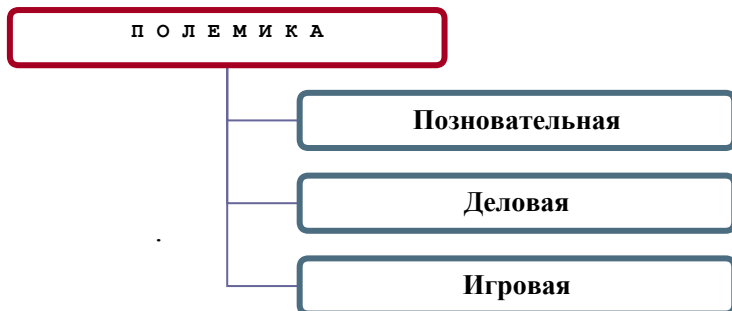 П О Л Е М И К А
Позновательная
Деловая
.
Игровая